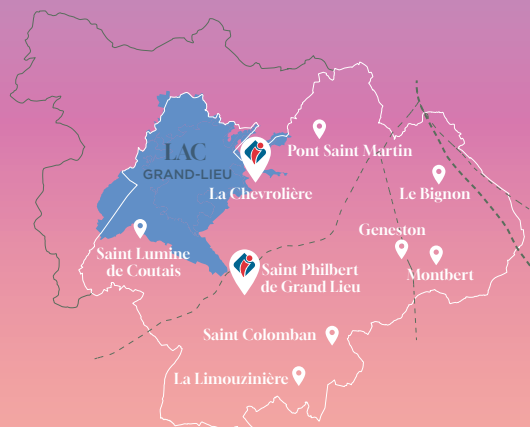 LAC
GRAND-LIEU
Pont Saint Martin
La Chevrolière
Le Bignon
Geneston
Saint Lumine
de Coutais
Saint Philbert
de Grand Lieu
Montbert
Saint Colomban
La Limouzinière